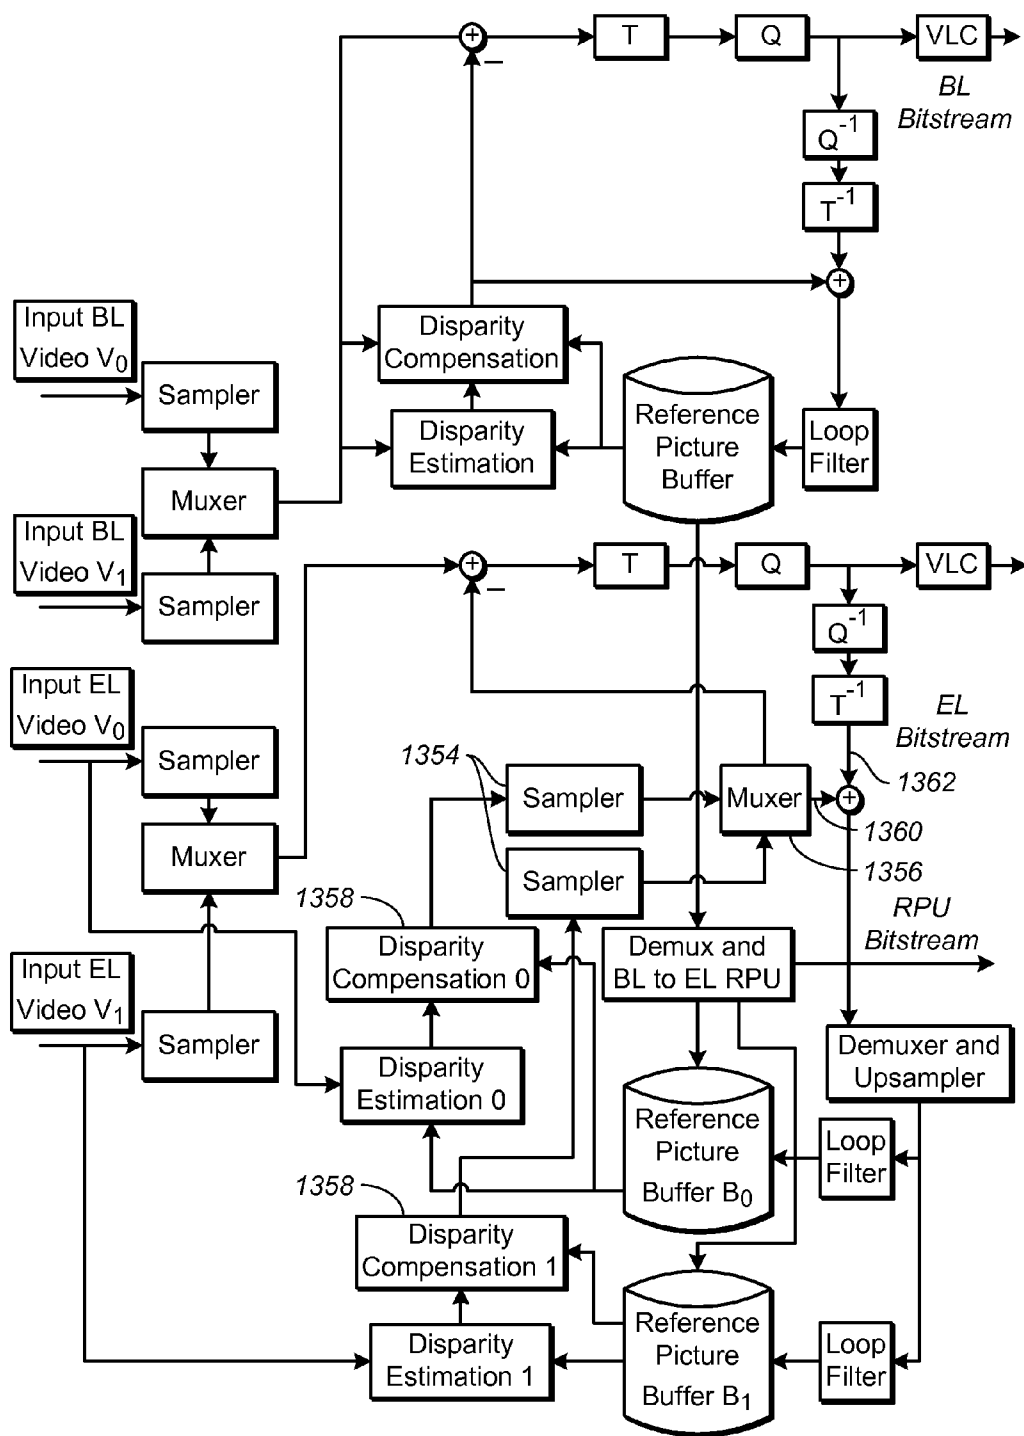 +
T
Q
VLC
−
BL
Bitstream
Q-1
T-1
+
Input BL
Video V0
Sampler
Disparity
Compensation
Reference
Picture
Buffer
Loop
Filter
Disparity
Estimation
Muxer
Input BL
Video V1
Sampler
+
T
Q
VLC
−
Q-1
T-1
EL
Bitstream
Input EL
Video V0
Sampler
1354
Sampler
Muxer
+
1362
1360
1356
Muxer
Sampler
1358
RPU
Bitstream
Disparity
Compensation 0
Demux and
BL to EL RPU
Input EL
Video V1
Sampler
Disparity
Estimation 0
Demuxer and
Upsampler
Reference
Picture
Buffer B0
Loop
Filter
1358
Disparity
Compensation 1
Reference
Picture
Buffer B1
Loop
Filter
Disparity
Estimation 1